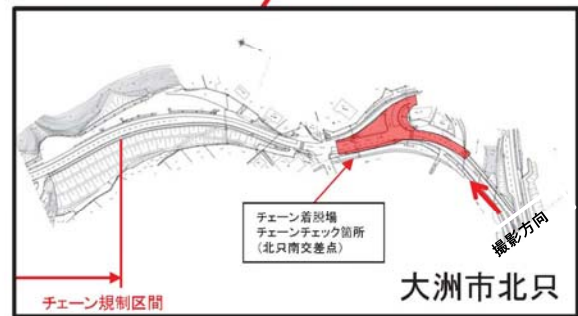 チェーン着脱場
チェーンチェック箇所
(北只南交差点)
撮影方向
大洲市北只
チェーン規制区間